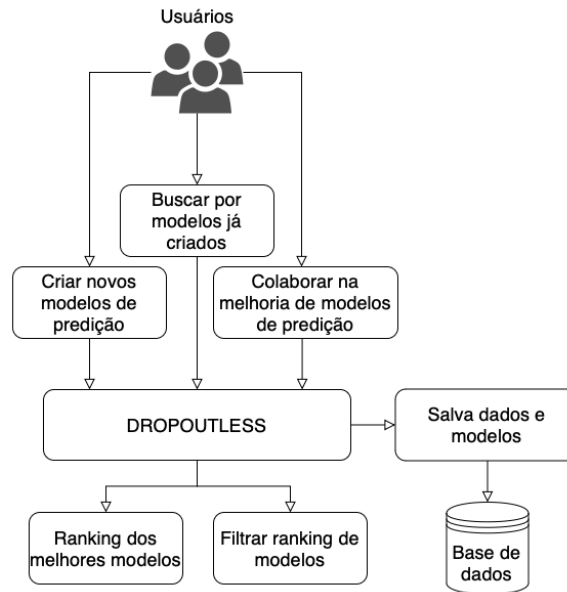 Usuários
Buscar por
modelos já
criados
Criar novos
modelos de
predição
Colaborar na
melhoria de modelos
de predição
DROPOUTLESS
Salva dados e
modelos
Ranking dos
melhores modelos
Filtrar ranking de
modelos
Base de
dados